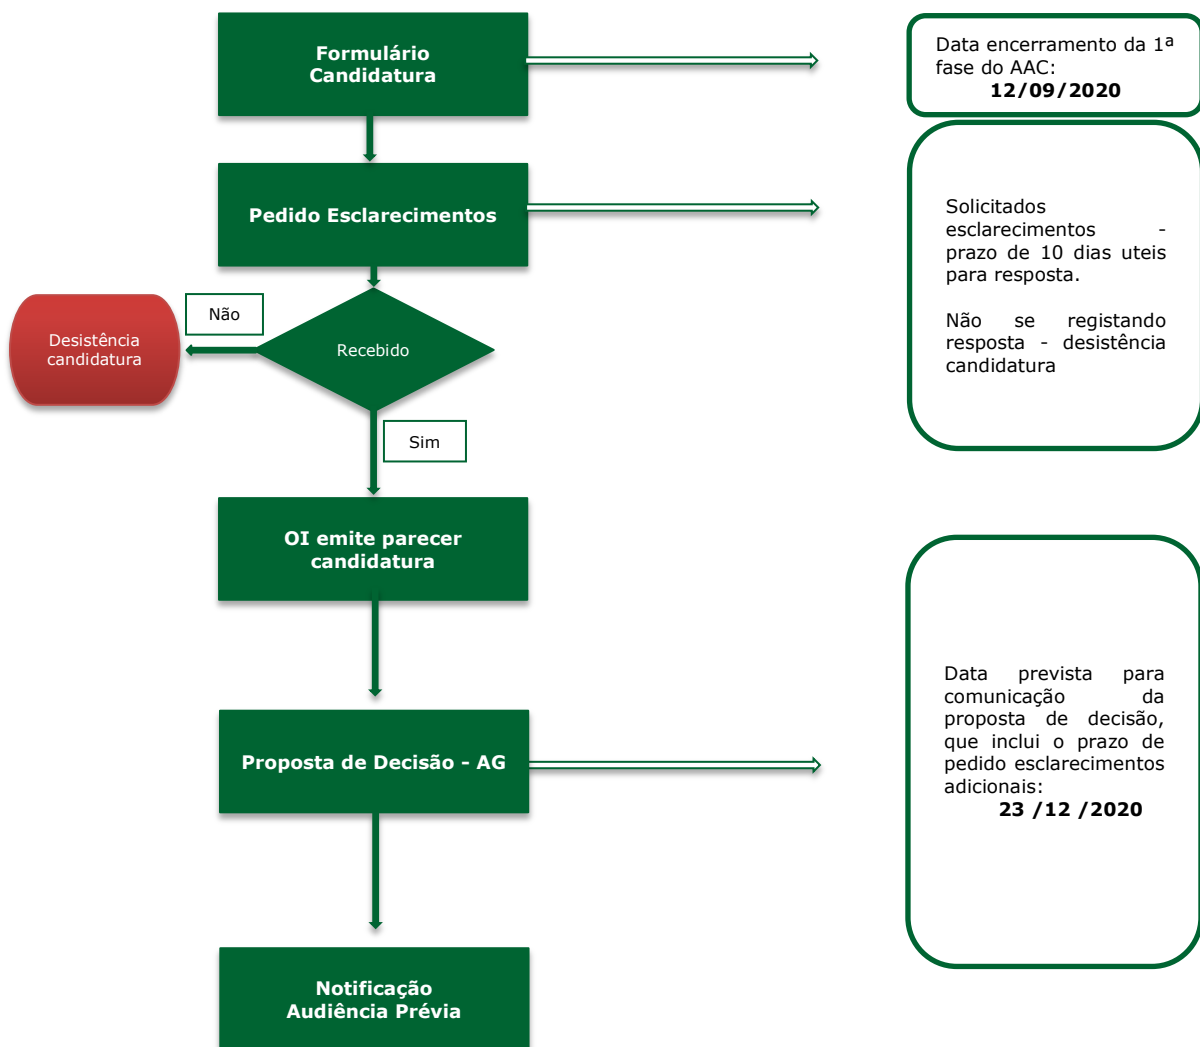 Formulário
Candidatura
Data encerramento da 1ª
fase do AAC:
12/09/2020
Pedido Esclarecimentos
Solicitados
esclarecimentos -
prazo de 10 dias uteis
para resposta.
Não se registando
resposta - desistência
candidatura
Não
Desistência
candidatura
Recebido
Sim
OI emite parecer
candidatura
Proposta de Decisão – AG
Data prevista para
comunicação da
proposta de decisão,
que inclui o prazo de
pedido esclarecimentos
adicionais:
23 /12 /2020
Notificação
Audiência Prévia